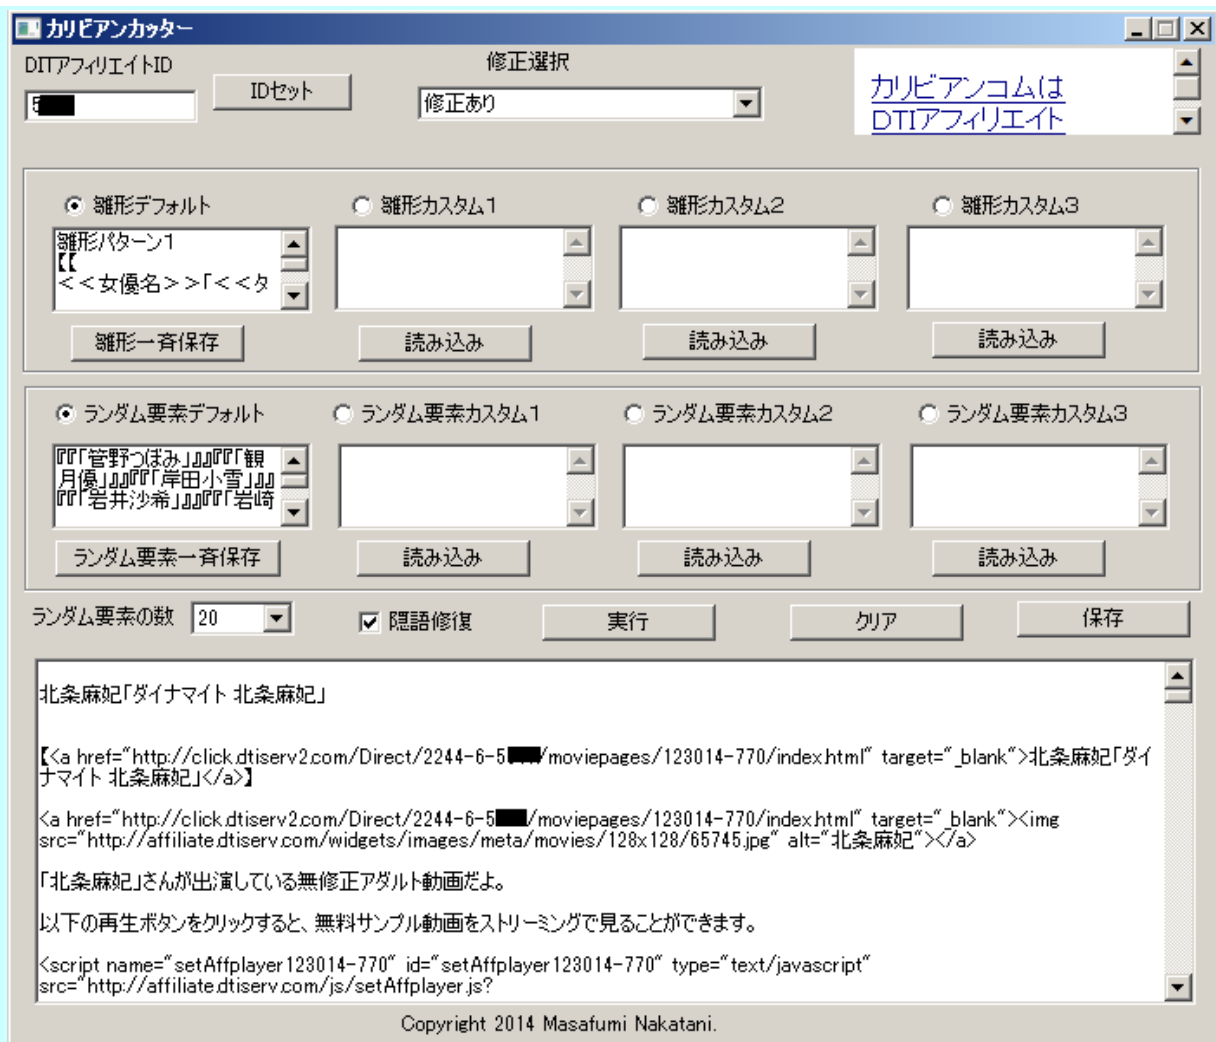 カリビアンカッター
DTIアフィリエイトID
IDセット
修正選択
修正あり
カリビアンコムは
DTIアフィリエイト
雛形デフォルト
雛形カスタム1
雛形カスタム2
雛形カスタム3
雛形パターン1
【【
＜＜女優名＞＞「＜＜タ
雛形一斉保存
読み込み
読み込み
読み込み
ランダム要素デフォルト
ランダム要素カスタム1
ランダム要素カスタム2
ランダム要素カスタム3
『『「管野つぼみ」』』『『「観
月優」』』『『「岸田小雪」』』
『『「岩井沙希」』』『『「岩崎
ランダム要素一斉保存
読み込み
読み込み
読み込み
ランダム要素の数
20
隠語修復
実行
クリア
保存
北条麻妃「ダイナマイト 北条麻妃」
【<a href="http://click.dtiserv2.com/Direct/2244-6-5/moviepages/123014-770/index.html" target="_blank">北条麻妃「ダイ
ナマイト 北条麻妃」</a>】
<a href="http://click.dtiserv2.com/Direct/2244-6-5/moviepages/123014-770/index.html" target="_blank"><img
src="http://affiliate.dtiserv.com/widgets/images/meta/movies/128x128/65745.jpg" alt="北条麻妃"></a>
「北条麻妃」さんが出演している無修正アダルト動画だよ。
以下の再生ボタンをクリックすると、無料サンプル動画をストリーミングで見ることができます。
<script name="setAffplayer123014-770" id="setAffplayer123014-770" type="text/javascript"
src="http://affiliate.dtiserv.com/js/setAffplayer.js?
Copyright 2014 Masafumi Nakatani.